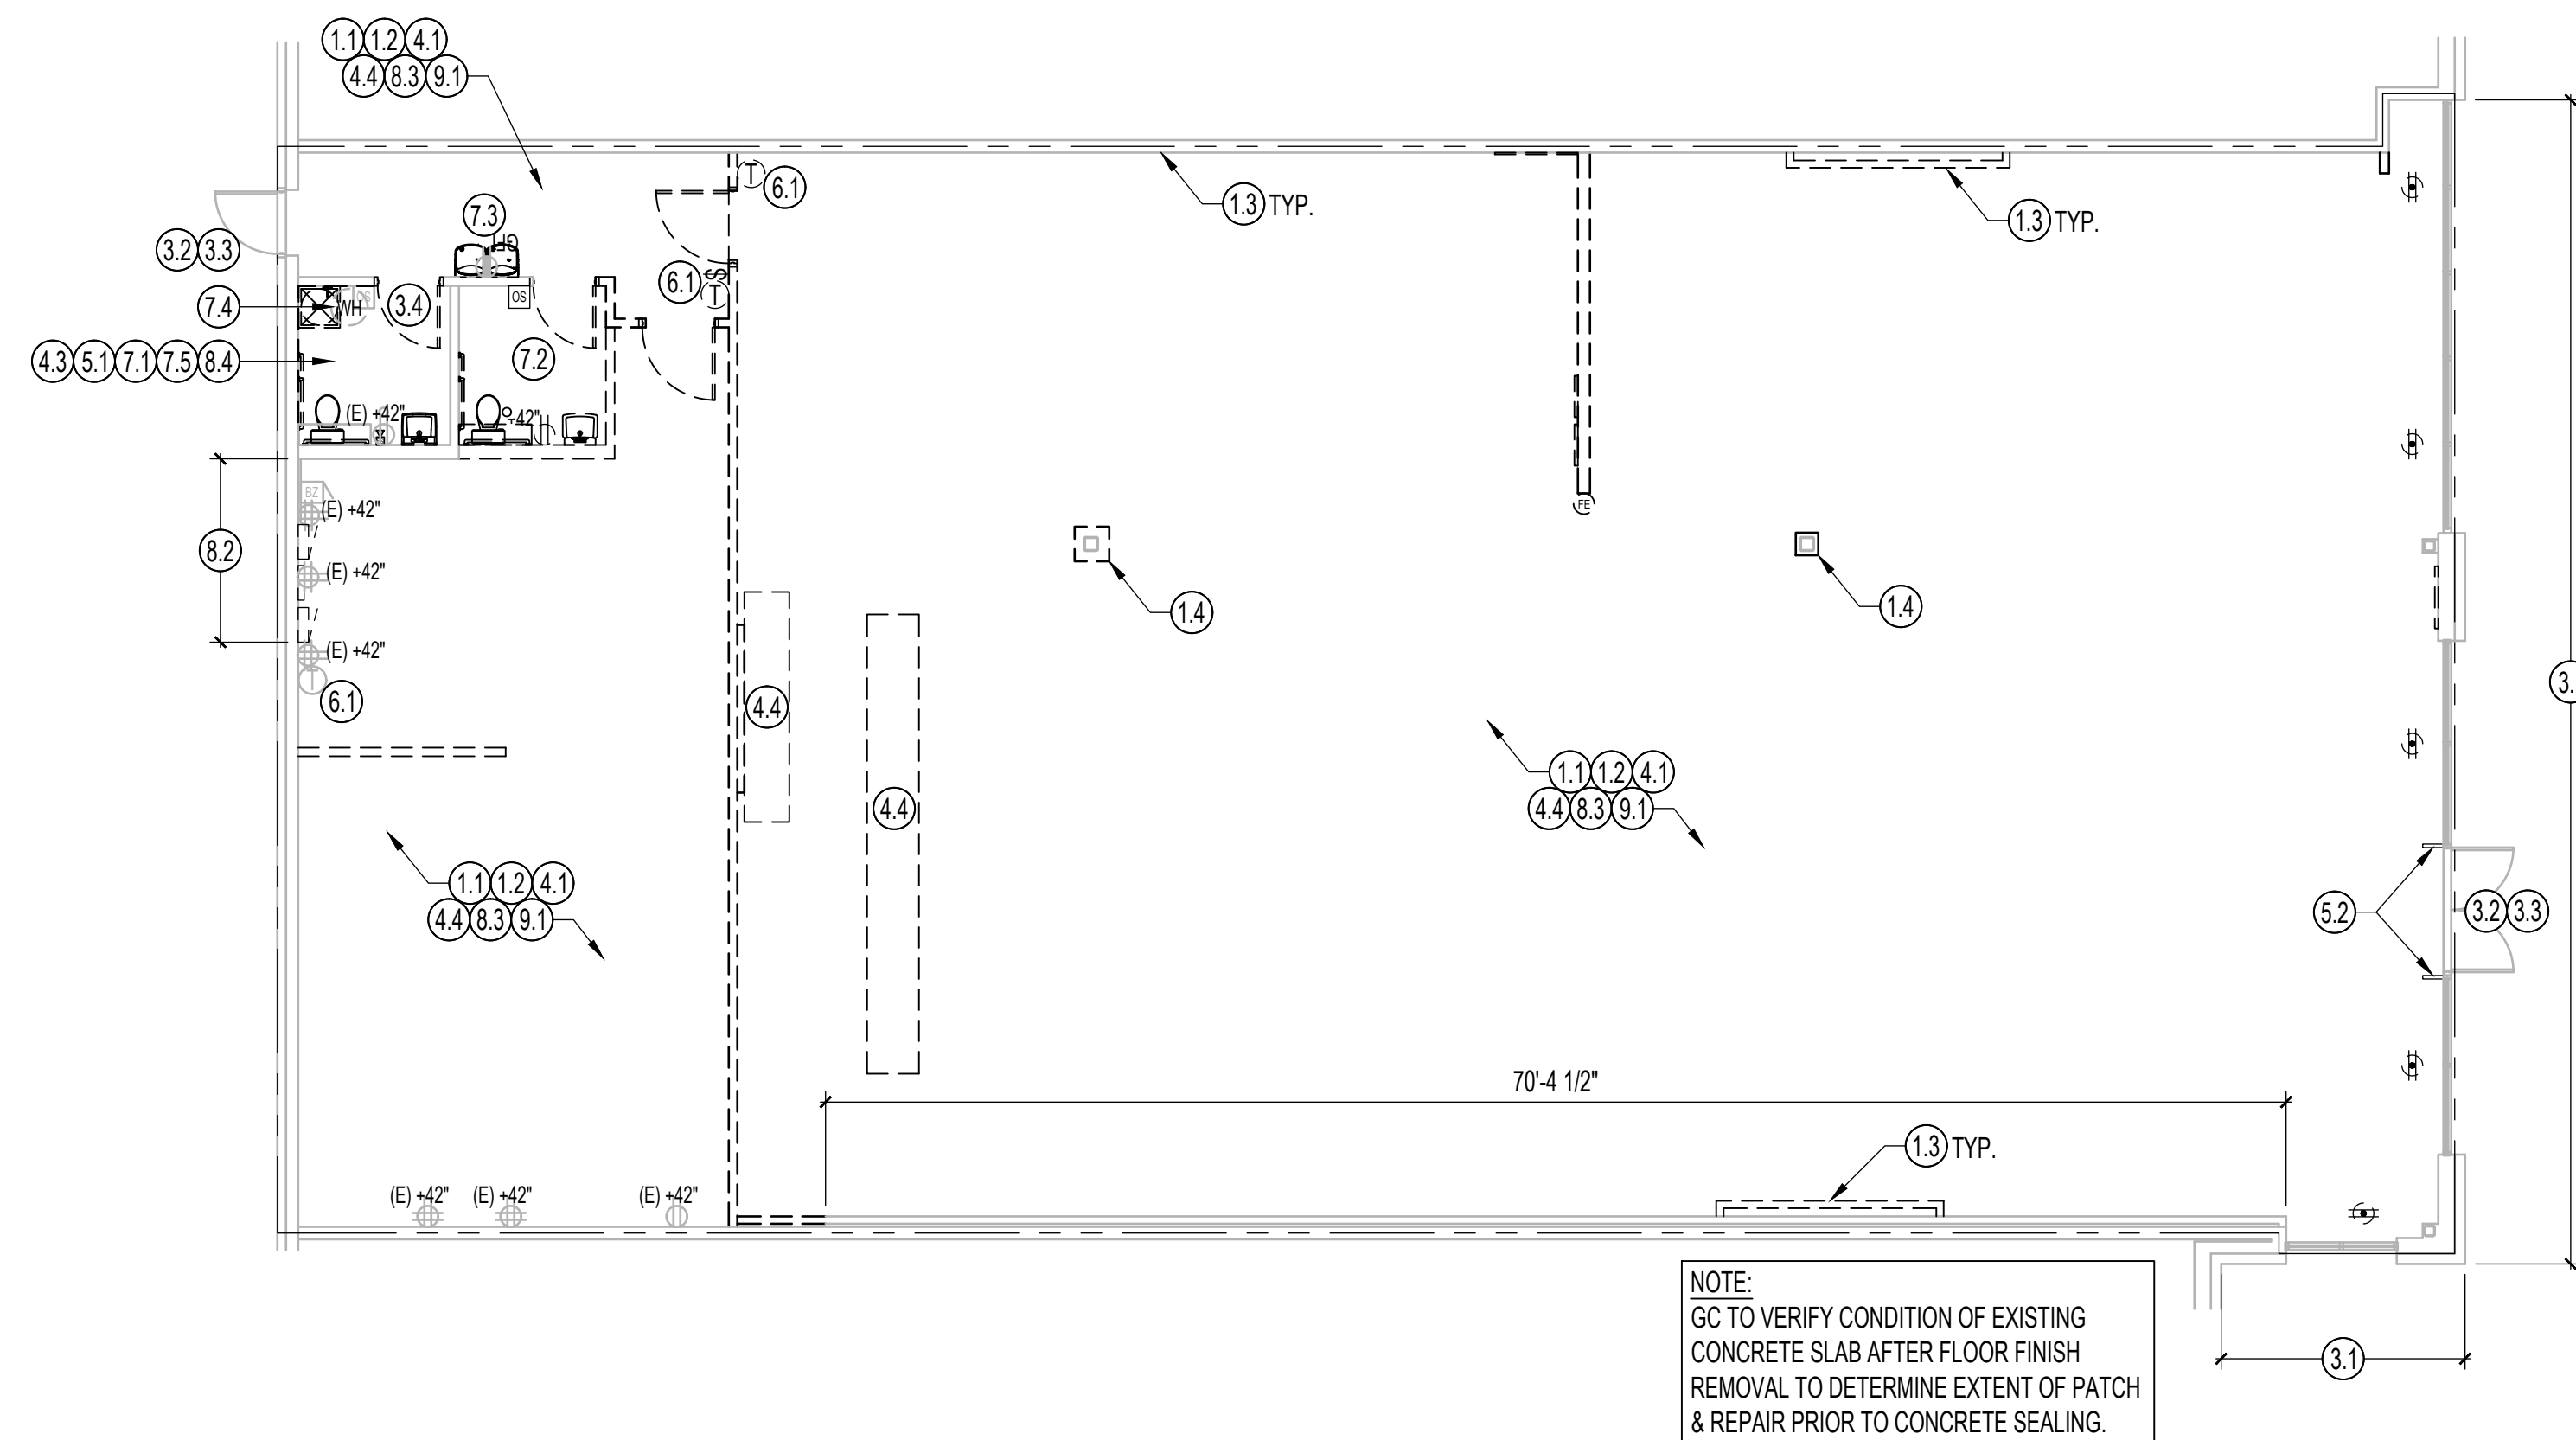 1.1 1.2 4.1
4.4 8.3 9.1
T
6.1
1.3 TYP.
1.3 TYP.
7.3
3.2 3.3
6.1
S
T
7.4
WH
3.4
OS
4.3 5.1 7.1 7.5 8.4
7.2
(E) +42"
+42"
BZ
(E) +42"
FE
8.2
(E) +42"
1.4
1.4
(E) +42"
T
6.1
4.4
3.
1.1 1.2 4.1
4.4 8.3 9.1
4.4
1.1 1.2 4.1
4.4 8.3 9.1
5.2
3.2 3.3
70'-4 1/2"
1.3 TYP.
(E) +42"
(E) +42"
(E) +42"
NOTE:
GC TO VERIFY CONDITION OF EXISTING
CONCRETE SLAB AFTER FLOOR FINISH
REMOVAL TO DETERMINE EXTENT OF PATCH
& REPAIR PRIOR TO CONCRETE SEALING.
3.1